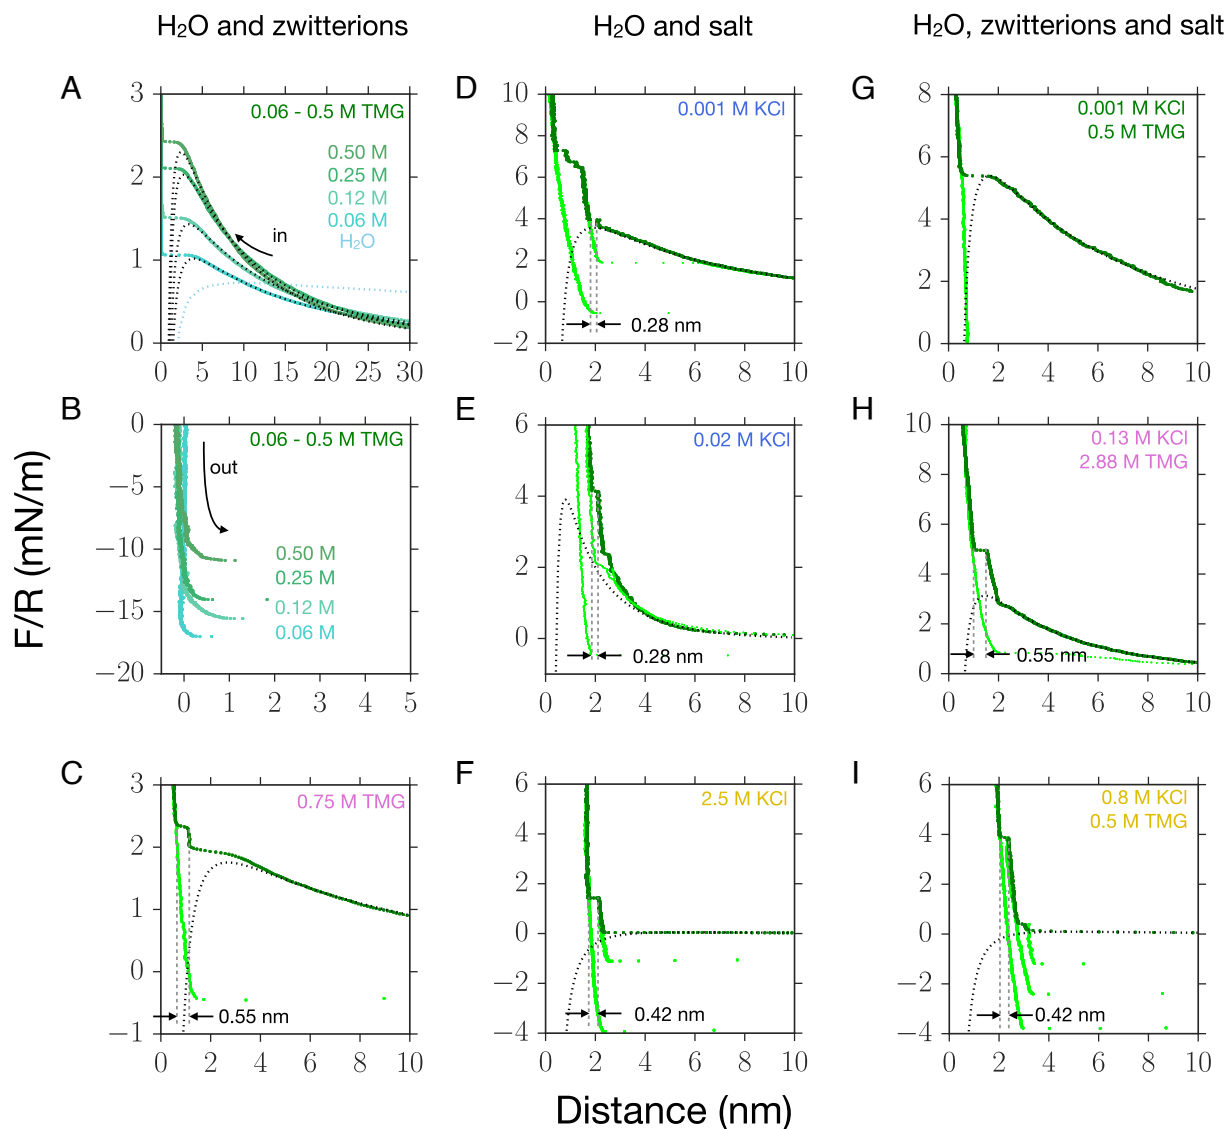 H2O and zwitterions
H2O and salt
H2O, zwitterions and salt
A
3
2
1
0
0 5 10 15 20 25 30
0.06 - 0.5 M TMG
0.50 M
0.25 M
0.12 M
0.06 M
H2O
in
D
10
8
6
4
2
0
−2
0 2 4 6 8 10
0.001 M KCl
0.28 nm
G
8
6
4
2
0
0 2 4 6 8 10
0.001 M KCl
0.5 M TMG
B
0
−5
−10
−15
−20
0 1 2 3 4 5
0.06 - 0.5 M TMG
out
0.50 M
0.25 M
0.12 M
0.06 M
E
6
4
2
0
0 2 4 6 8 10
0.02 M KCl
0.28 nm
H
10
8
6
4
2
0
0 2 4 6 8 10
0.13 M KCl
2.88 M TMG
0.55 nm
C
3
2
1
0
−1
0 2 4 6 8 10
0.75 M TMG
0.55 nm
F
6
4
2
0
−2
−4
0 2 4 6 8 10
2.5 M KCl
0.42 nm
I
6
4
2
0
−2
−4
0 2 4 6 8 10
0.8 M KCl
0.5 M TMG
0.42 nm
F/R (mN/m)
Distance (nm)